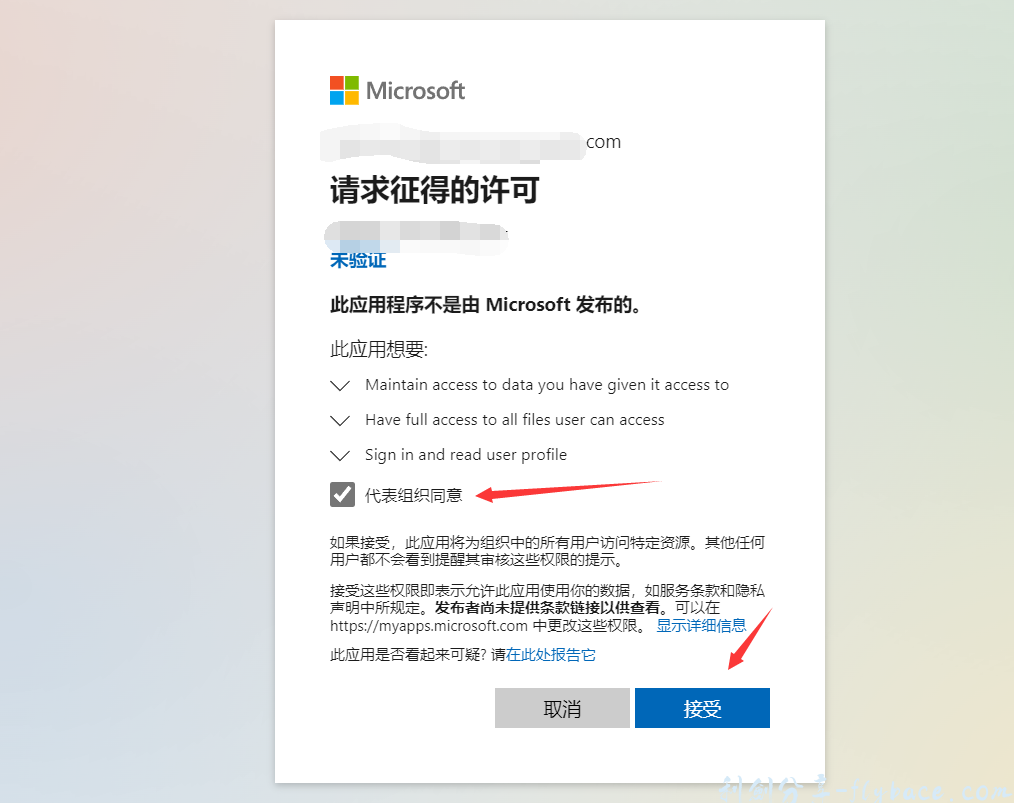 Microsoft
com
请求征得的许可
未验证
此应用程序不是由 Microsoft 发布的。
此应用想要:
Maintain access to data you have given it access to
Have full access to all files user can access
Sign in and read user profile
代表组织同意
如果接受，此应用将为组织中的所有用户访问特定资源。其他任何
用户都不会看到提醒其审核这些权限的提示。
接受这些权限即表示允许此应用使用你的数据，如服务条款和隐私
声明中所规定。发布者尚未提供条款链接以供查看。可以在
https://myapps.microsoft.com 中更改这些权限。 显示详细信息
此应用是否看起来可疑? 请在此处报告它
取消 接受